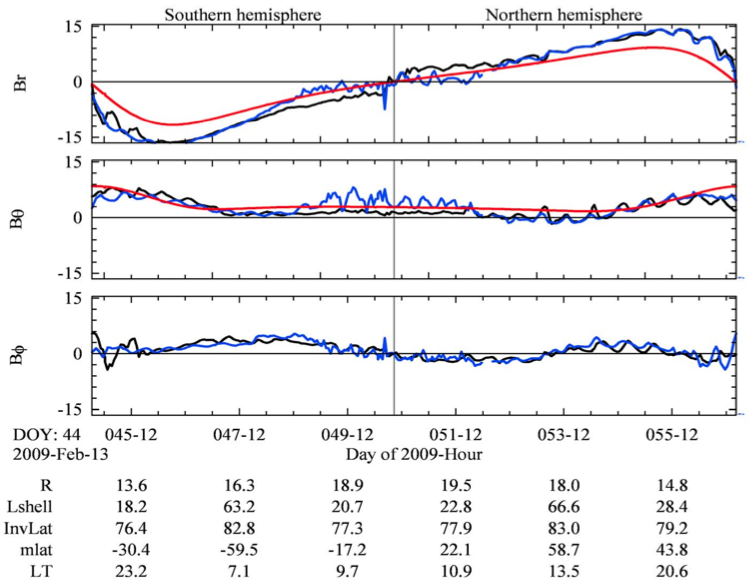 Southern hemisphere Northern hemisphere
15
Br
0
-15
15
Bθ
0
-15
15
Bϕ
0
-15
DOY: 44 045-12 047-12 049-12 051-12 053-12 055-12
2009-Feb-13 Day of 2009-Hour
R 13.6 16.3 18.9 19.5 18.0 14.8
Lshell 18.2 63.2 20.7 22.8 66.6 28.4
InvLat 76.4 82.8 77.3 77.9 83.0 79.2
mlat -30.4 -59.5 -17.2 22.1 58.7 43.8
LT 23.2 7.1 9.7 10.9 13.5 20.6